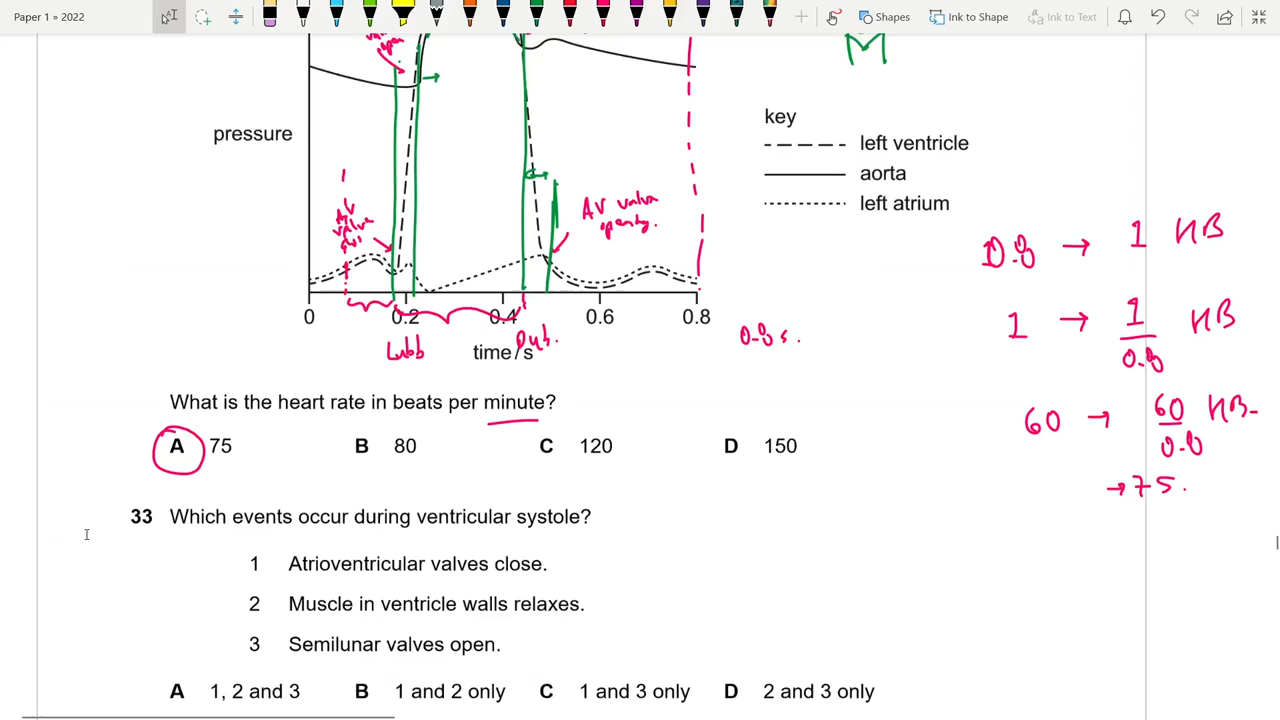 Paper 1 » 2022
Shapes
Ink to Shape
Ink to Text
open
M
pressure
key
left ventricle
aorta
left atrium
AV valve
AV valve
opening.
0.8 → 1 HB
1 → 1/0.8 HB
60 → 60/0.8 HB
→ 75.
0 0.2 0.4 0.6 0.8
time / s
Lubb
Dub.
0.8 s.
What is the heart rate in beats per minute?
A 75 B 80 C 120 D 150
33 Which events occur during ventricular systole?
1 Atrioventricular valves close.
2 Muscle in ventricle walls relaxes.
3 Semilunar valves open.
A 1, 2 and 3 B 1 and 2 only C 1 and 3 only D 2 and 3 only